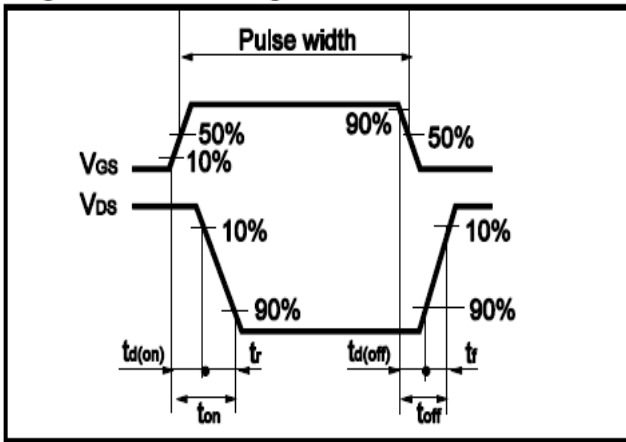 Pulse width
90%
50%
50%
10%
VGS
VDS
10%
10%
90%
90%
td(on)
tr
td(off)
tf
ton
toff